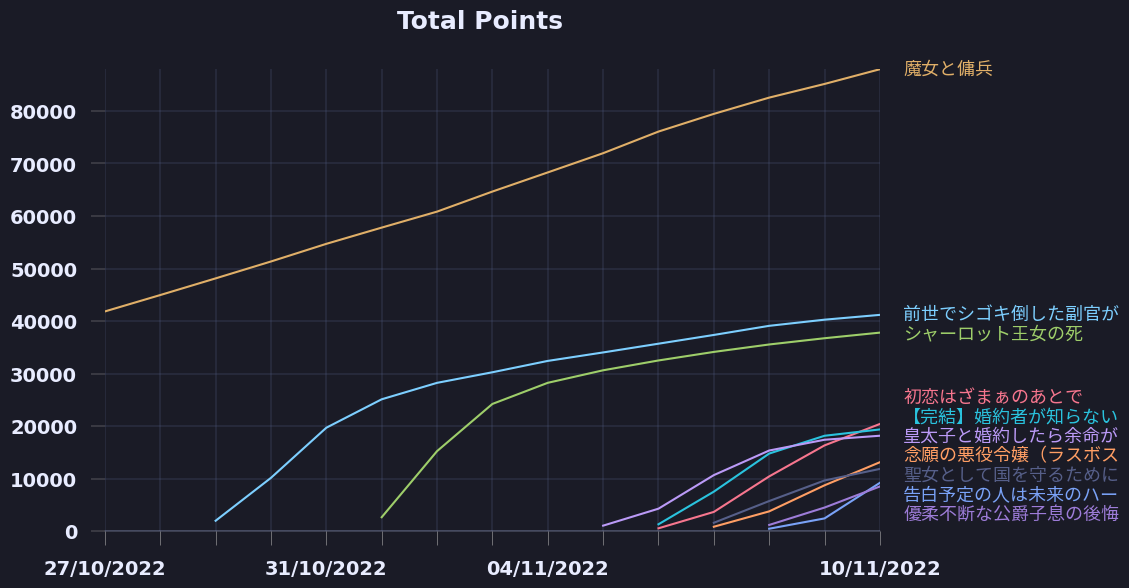 Total Points
魔女と傭兵
80000
70000
60000
50000
40000
30000
20000
10000
0
前世でシゴキ倒した副官が
シャーロット王女の死
初恋はざまぁのあとで
【完結】婚約者が知らない
皇太子と婚約したら余命が
念願の悪役令嬢（ラスボス
聖女として国を守るために
告白予定の人は未来のハー
優柔不断な公爵子息の後悔
27/10/2022
31/10/2022
04/11/2022
10/11/2022